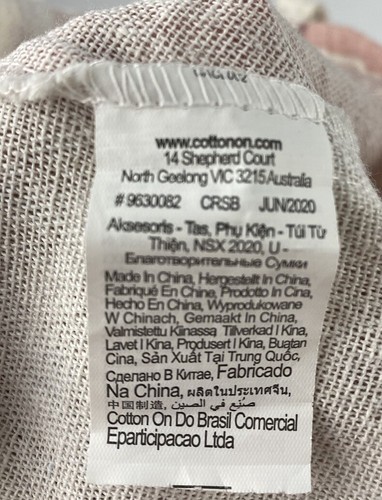 www.cottonon.com
14 Shepherd Court
North Geelong VIC 3215 Australia
# 9630082 CRSB JUN/2020
Aksesoris - Tas, Phụ Kiện - Túi Từ
Thiện, NSX 2020, U -
Благотворительные Сумки
Made In China, Hergestellt In China,
Fabriqué En Chine, Prodotto In Cina,
Hecho En China, Wyprodukowane
W Chinach, Gemaakt In China,
Valmistettu Kiinassa, Tillverkad I Kina,
Lavet I Kina, Produsert I Kina, Buatan
Cina, Sản Xuất Tại Trung Quốc,
Сделано В Китае, Fabricado
Na China, ผลิตในประเทศจีน,
中国制造, صنع في الصين
Cotton On Do Brasil Comercial
Eparticipacao Ltda